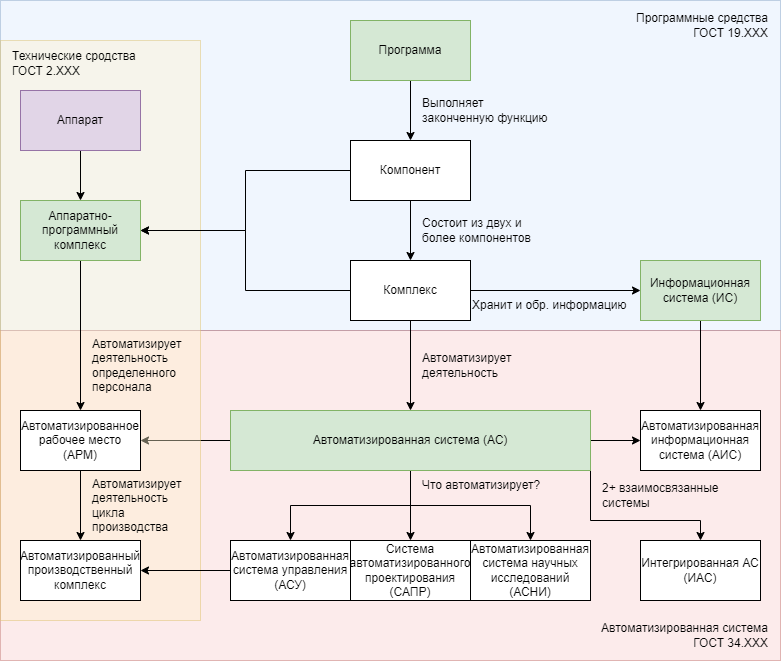 Программные средства
ГОСТ 19.XXX
Технические сродства
ГОСТ 2.XXX
Программа
Аппарат
Выполняет
законченную функцию
Компонент
Аппаратно-
программный
комплекс
Состоит из двух и
более компонентов
Комплекс
Хранит и обр. информацию
Информационная
система (ИС)
Автоматизирует
деятельность
определенного
персонала
Автоматизирует
деятельность
Автоматизированное
рабочее место
(АРМ)
Автоматизированная система (АС)
Автоматизированная
информационная
система (АИС)
Автоматизирует
деятельность
цикла
производства
Что автоматизирует?
2+ взаимосвязанные
системы
Автоматизированный
производственный
комплекс
Автоматизированная
система управления
(АСУ)
Система
автоматизированного
проектирования
(САПР)
Автоматизированная
система научных
исследований
(АСНИ)
Интегрированная АС
(ИАС)
Автоматизированная система
ГОСТ 34.XXX